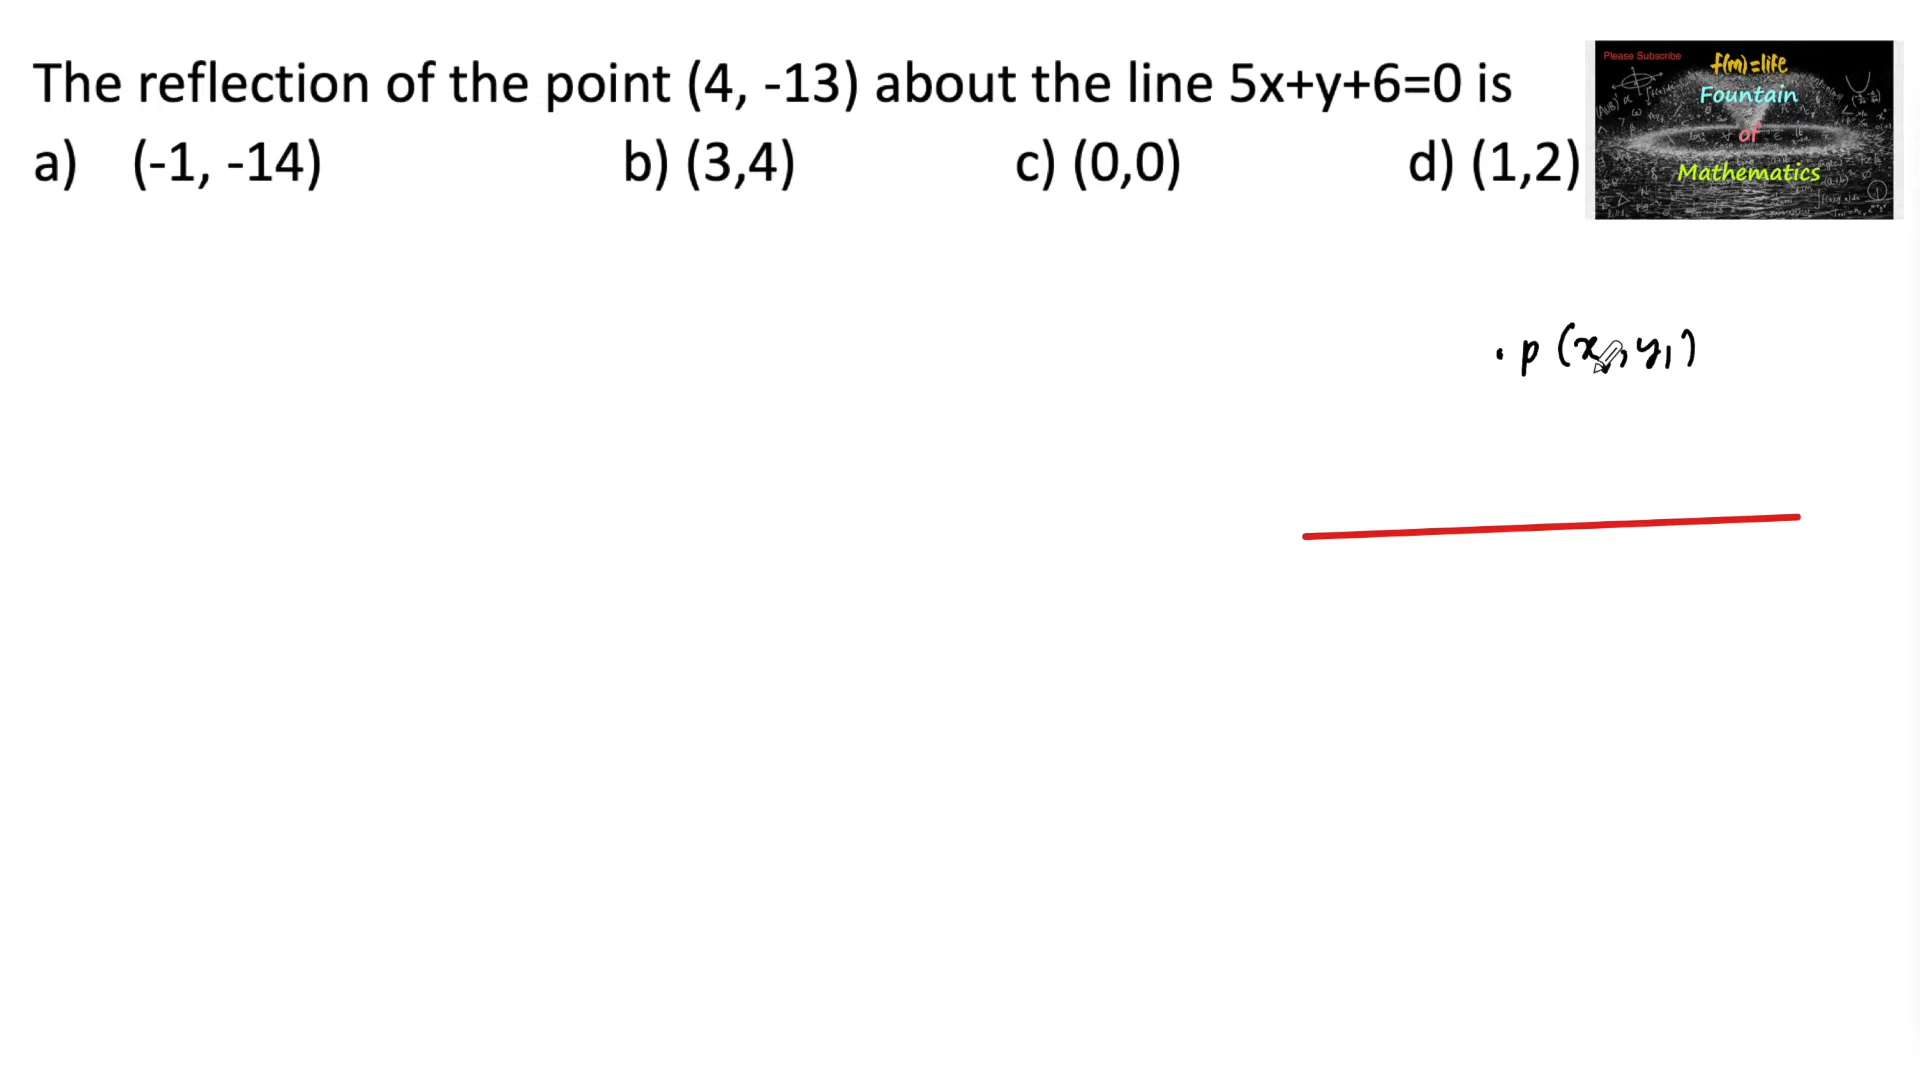 The reflection of the point (4, -13) about the line 5x+y+6=0 is
a) (-1, -14) b) (3,4) c) (0,0) d) (1,2)
Please Subscribe
f(m)=life
Fountain
of
Mathematics
. P (x , y₁)